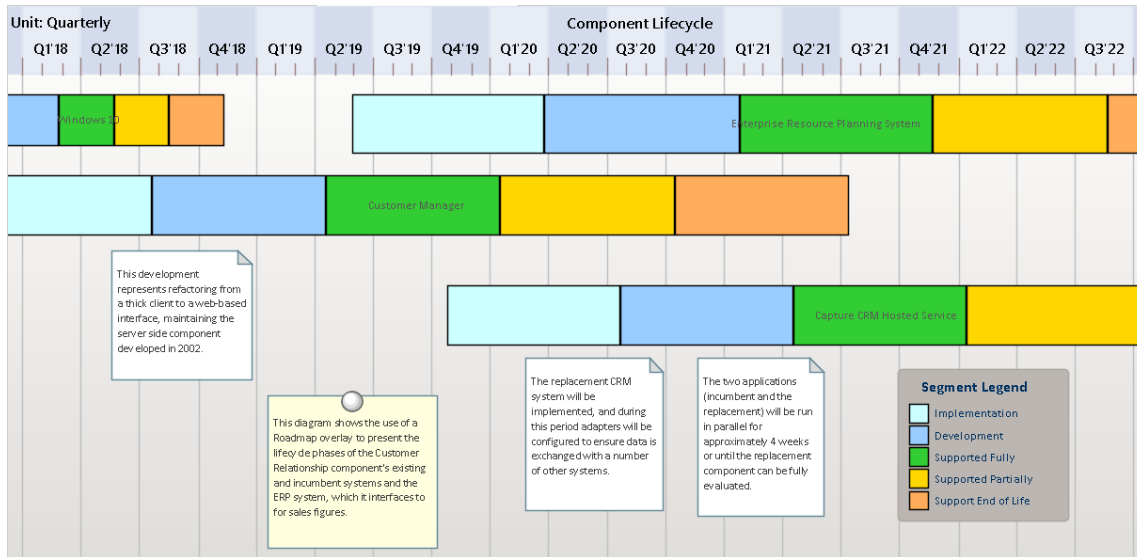 Unit: Quarterly
Component Lifecycle
Q1'18 Q2'18 Q3'18 Q4'18 Q1'19 Q2'19 Q3'19 Q4'19 Q1'20 Q2'20 Q3'20 Q4'20 Q1'21 Q2'21 Q3'21 Q4'21 Q1'22 Q2'22 Q3'22
Windows 10
Enterprise Resource Planning System
Customer Manager
This development
represents refactoring from
a thick client to a web-based
interface, maintaining the
server side component
developed in 2002.
Capture CRM Hosted Service
This diagram shows the use of a
Roadmap overlay to present the
lifecycle phases of the Customer
Relationship component's existing
and incumbent systems and the
ERP system, which it interfaces to
for sales figures.
The replacement CRM
system will be
implemented, and during
this period adapters will be
configured to ensure data is
exchanged with a number
of other systems.
The two applications
(incumbent and the
replacement) will be run
in parallel for
approximately 4 weeks
or until the replacement
component can be fully
evaluated.
Segment Legend
Implementation
Development
Supported Fully
Supported Partially
Support End of Life